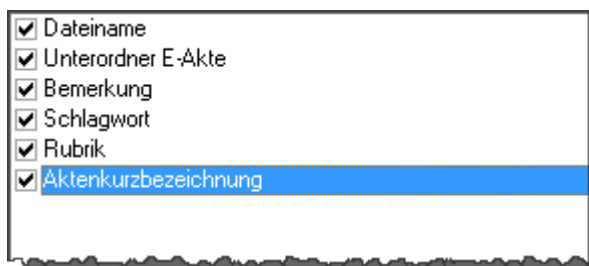 Dateiname
Unterordner E-Akte
Bemerkung
Schlagwort
Rubrik
Aktenkurzbezeichnung